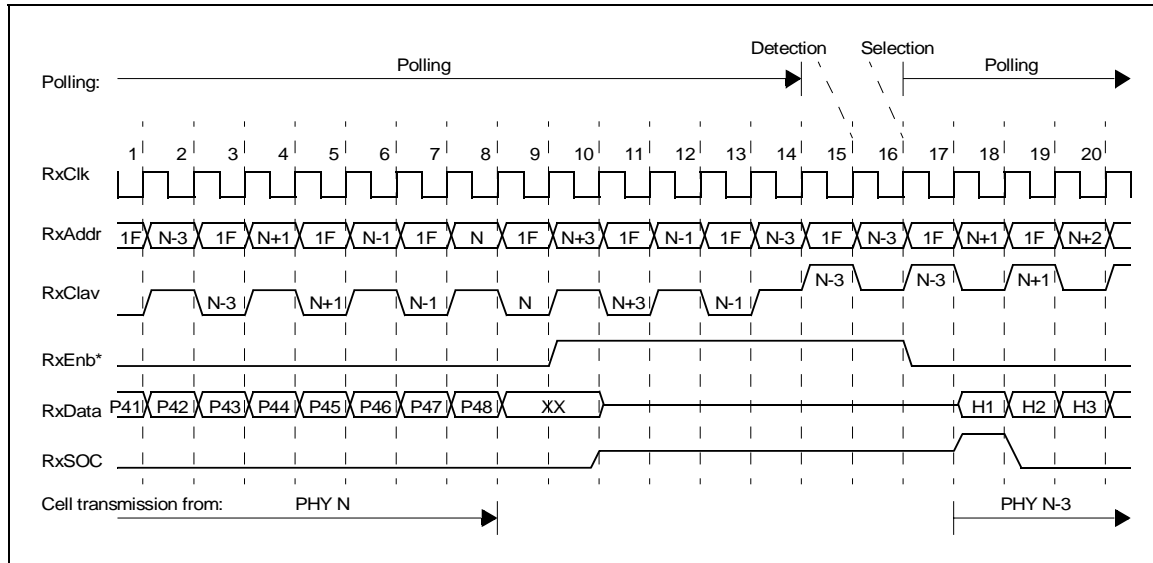 Detection Selection
Polling: Polling Polling
1 2 3 4 5 6 7 8 9 10 11 12 13 14 15 16 17 18 19 20
RxClk
RxAddr 1F N-3 1F N+1 1F N-1 1F N 1F N+3 1F N-1 1F N-3 1F N-3 1F N+1 1F N+2
RxClav N-3 N+1 N-1 N N+3 N-1 N-3 N-3 N+1
RxEnb*
RxData P41 P42 P43 P44 P45 P46 P47 P48 XX H1 H2 H3
RxSOC
Cell transmission from: PHY N PHY N-3